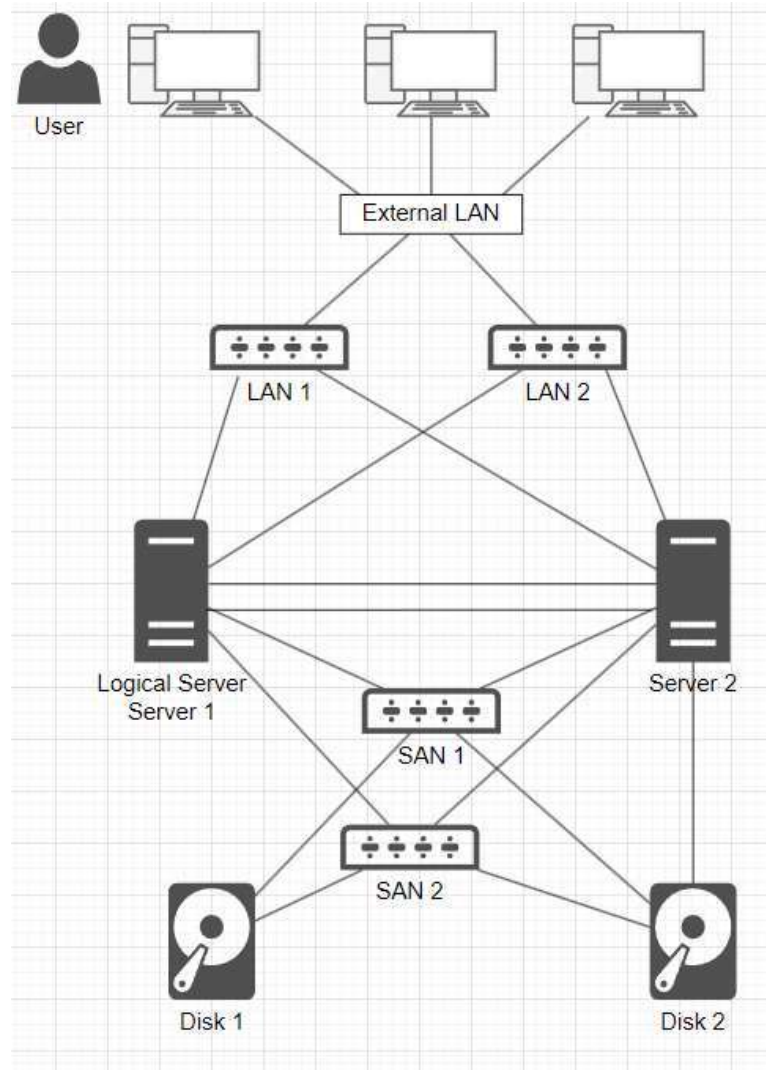 User
External LAN
LAN 1
LAN 2
Logical Server
Server 1
Server 2
SAN 1
SAN 2
Disk 1
Disk 2